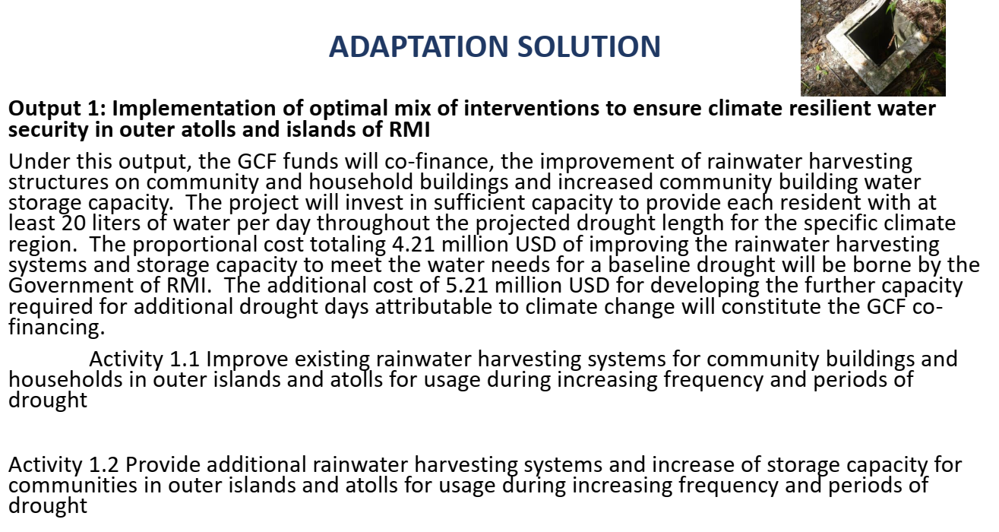 ADAPTATION SOLUTION
Output 1: Implementation of optimal mix of interventions to ensure climate resilient water
security in outer atolls and islands of RMI
Under this output, the GCF funds will co-finance, the improvement of rainwater harvesting
structures on community and household buildings and increased community building water
storage capacity.  The project will invest in sufficient capacity to provide each resident with at
least 20 liters of water per day throughout the projected drought length for the specific climate
region.  The proportional cost totaling 4.21 million USD of improving the rainwater harvesting
systems and storage capacity to meet the water needs for a baseline drought will be borne by the
Government of RMI.  The additional cost of 5.21 million USD for developing the further capacity
required for additional drought days attributable to climate change will constitute the GCF co-
financing.
Activity 1.1 Improve existing rainwater harvesting systems for community buildings and
households in outer islands and atolls for usage during increasing frequency and periods of
drought
Activity 1.2 Provide additional rainwater harvesting systems and increase of storage capacity for
communities in outer islands and atolls for usage during increasing frequency and periods of
drought